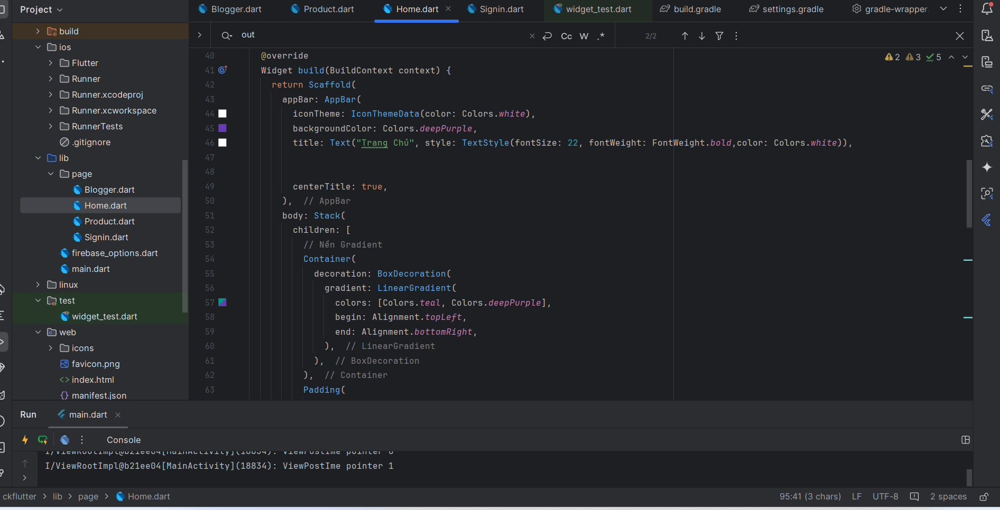 Project
Blogger.dart
Product.dart
Home.dart
Signin.dart
widget_test.dart
build.gradle
settings.gradle
gradle-wrapper.
build
ios
Flutter
Runner
Runner.xcodeproj
Runner.xcworkspace
RunnerTests
.gitignore
lib
page
Blogger.dart
Home.dart
Product.dart
Signin.dart
firebase_options.dart
main.dart
linux
test
widget_test.dart
web
icons
favicon.png
index.html
manifest.json
out
Cc W .*
2/2
2 3 5
40 @override
41 Widget build(BuildContext context) {
42 return Scaffold(
43 appBar: AppBar(
44 iconTheme: IconThemeData(color: Colors.white),
45 backgroundColor: Colors.deepPurple,
46 title: Text("Trang Chủ", style: TextStyle(fontSize: 22, fontWeight: FontWeight.bold,color: Colors.white)),
47
48
49 centerTitle: true,
50 ), // AppBar
51 body: Stack(
52 children: [
53 // Nền Gradient
54 Container(
55 decoration: BoxDecoration(
56 gradient: LinearGradient(
57 colors: [Colors.teal, Colors.deepPurple],
58 begin: Alignment.topLeft,
59 end: Alignment.bottomRight,
60 ), // LinearGradient
61 ), // BoxDecoration
62 ), // Container
63 Padding(
Run
main.dart
Console
I/ViewRootImpl@b21ee04[MainActivity](18834): ViewPostIme pointer 0
I/ViewRootImpl@b21ee04[MainActivity](18834): ViewPostIme pointer 1
ckflutter > lib > page > Home.dart
95:41 (3 chars) LF UTF-8 2 spaces